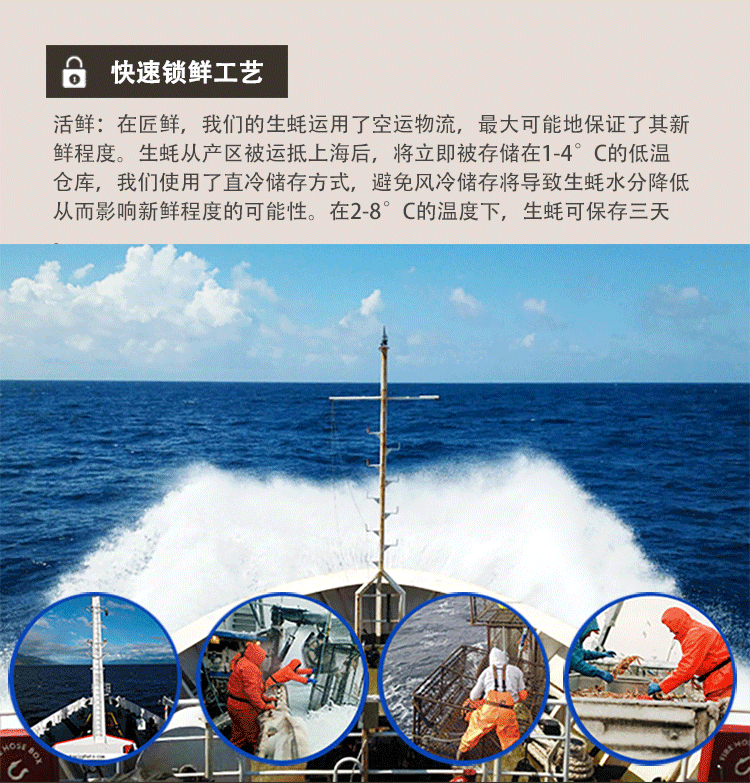 快速锁鲜工艺
活鲜：在匠鲜，我们的生蚝运用了空运物流，最大可能地保证了其新
鲜程度。生蚝从产区被运抵上海后，将立即被存储在1-4°C的低温
仓库，我们使用了直冷储存方式，避免风冷储存将导致生蚝水分降低
从而影响新鲜程度的可能性。在2-8°C的温度下，生蚝可保存三天
。
HOSE BOX
FIRE HOSE